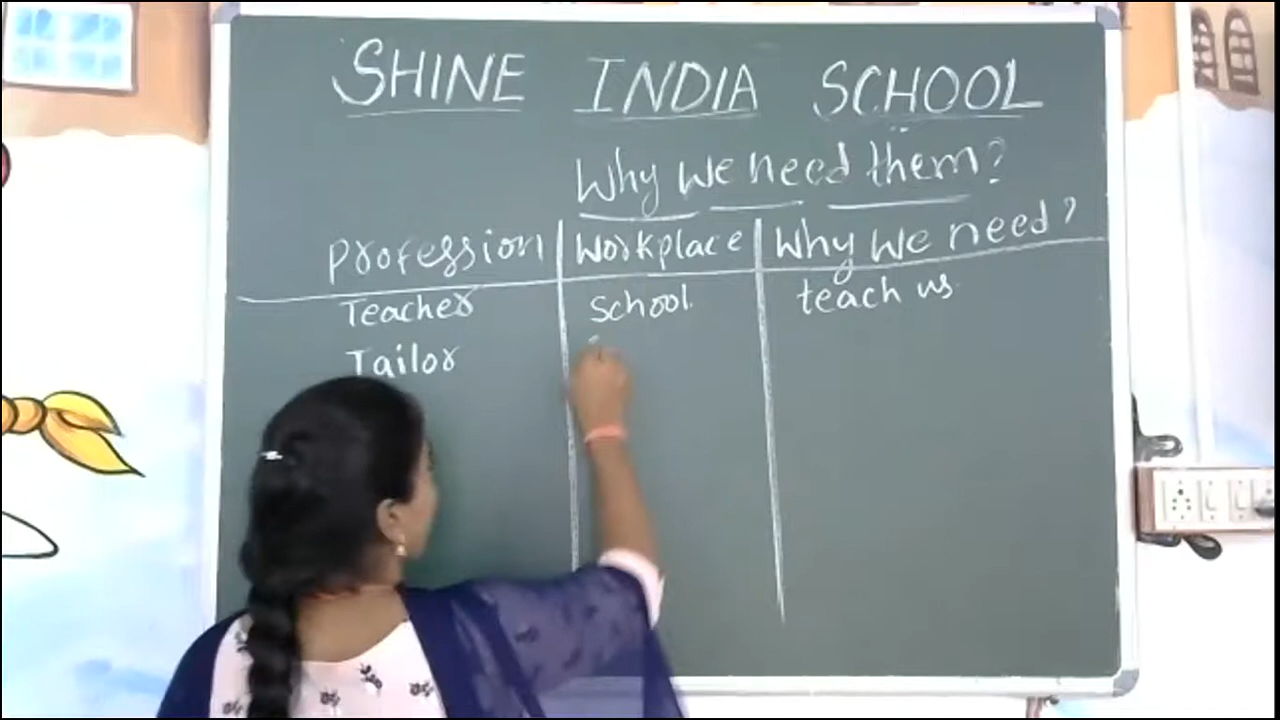 SHINE INDIA SCHOOL
Why we need them?
Profession Workplace Why we need?
Teacher School teach us
Tailor